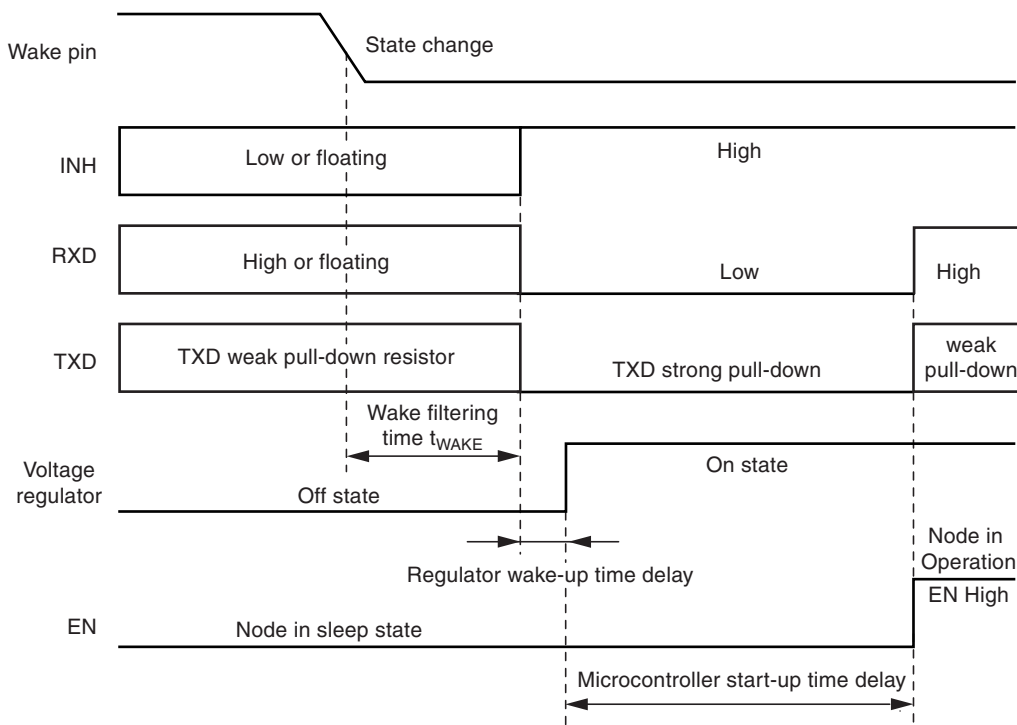 Wake pin
State change
INH
Low or floating
High
RXD
High or floating
Low
High
TXD
TXD weak pull-down resistor
TXD strong pull-down
weak
pull-down
Wake filtering
time tWAKE
Voltage
regulator
Off state
On state
Regulator wake-up time delay
Node in
Operation
EN High
EN
Node in sleep state
Microcontroller start-up time delay